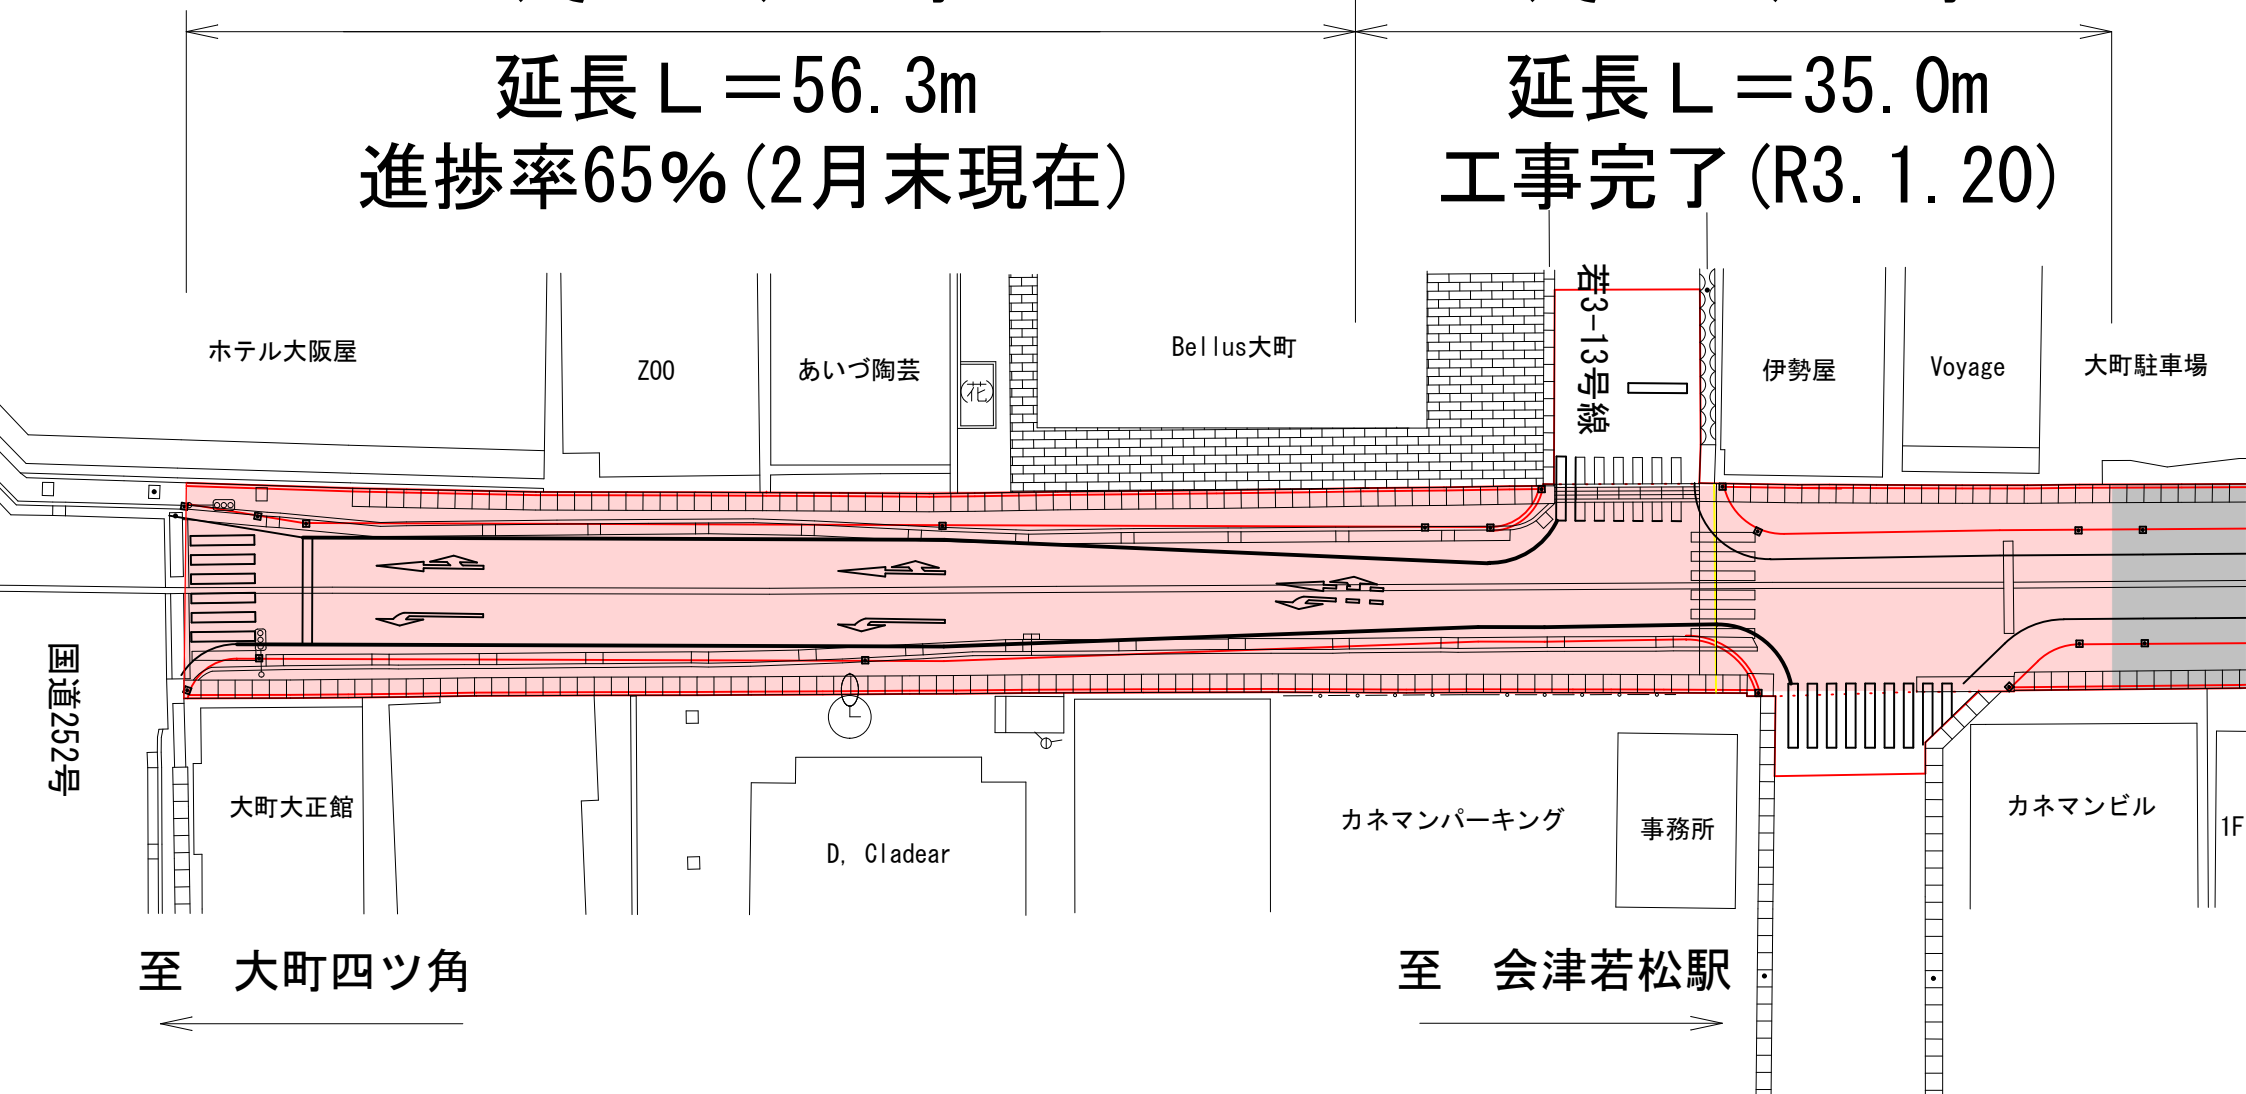 延長L＝56.3m
進捗率65%(2月末現在)
延長L＝35.0m
工事完了(R3.1.20)
若3-13号線
ホテル大阪屋
ZOO
あいづ陶芸
(花)
Bellus大町
伊勢屋
Voyage
大町駐車場
国道252号
大町大正館
D, Cladear
カネマンパーキング
事務所
カネマンビル
1F
至　大町四ツ角
至　会津若松駅